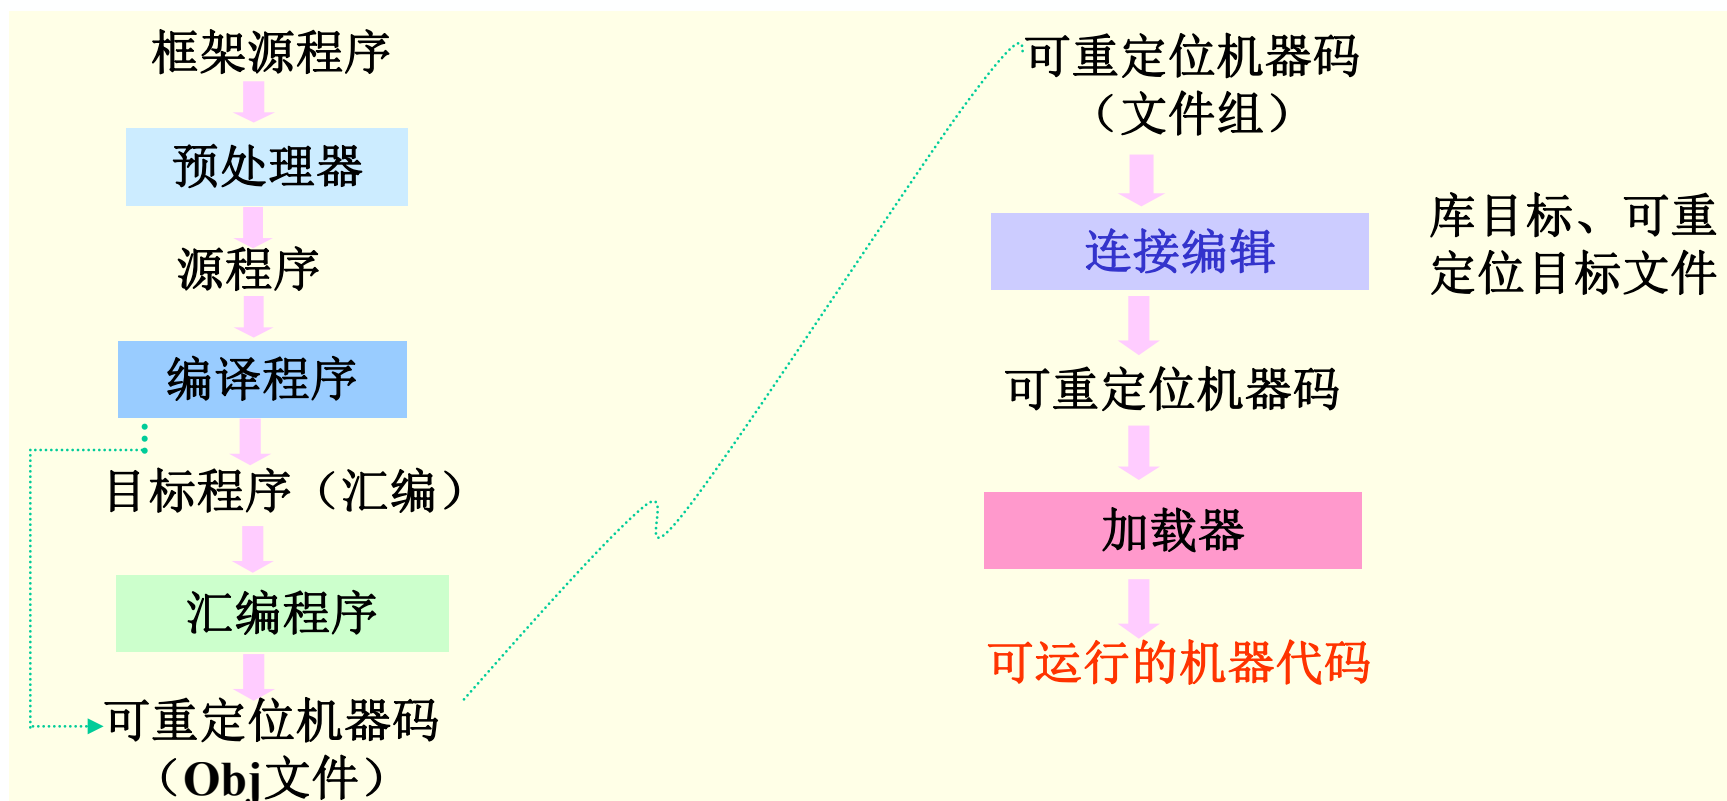 框架源程序
预处理器
源程序
编译程序
目标程序（汇编）
汇编程序
可重定位机器码
（Obj文件）
可重定位机器码
（文件组）
连接编辑
库目标、可重
定位目标文件
可重定位机器码
加载器
可运行的机器代码